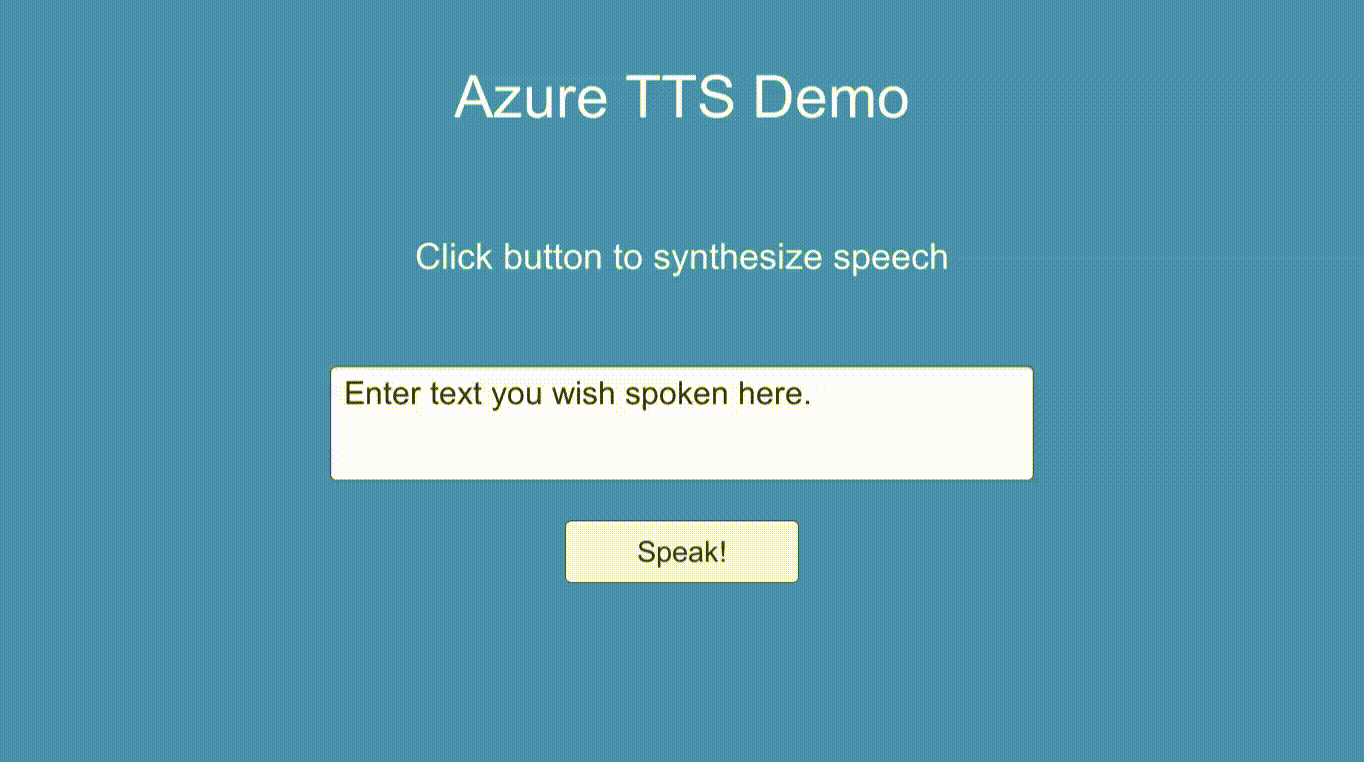 Azure TTS Demo
Click button to synthesize speech
Enter text you wish spoken here.
Speak!